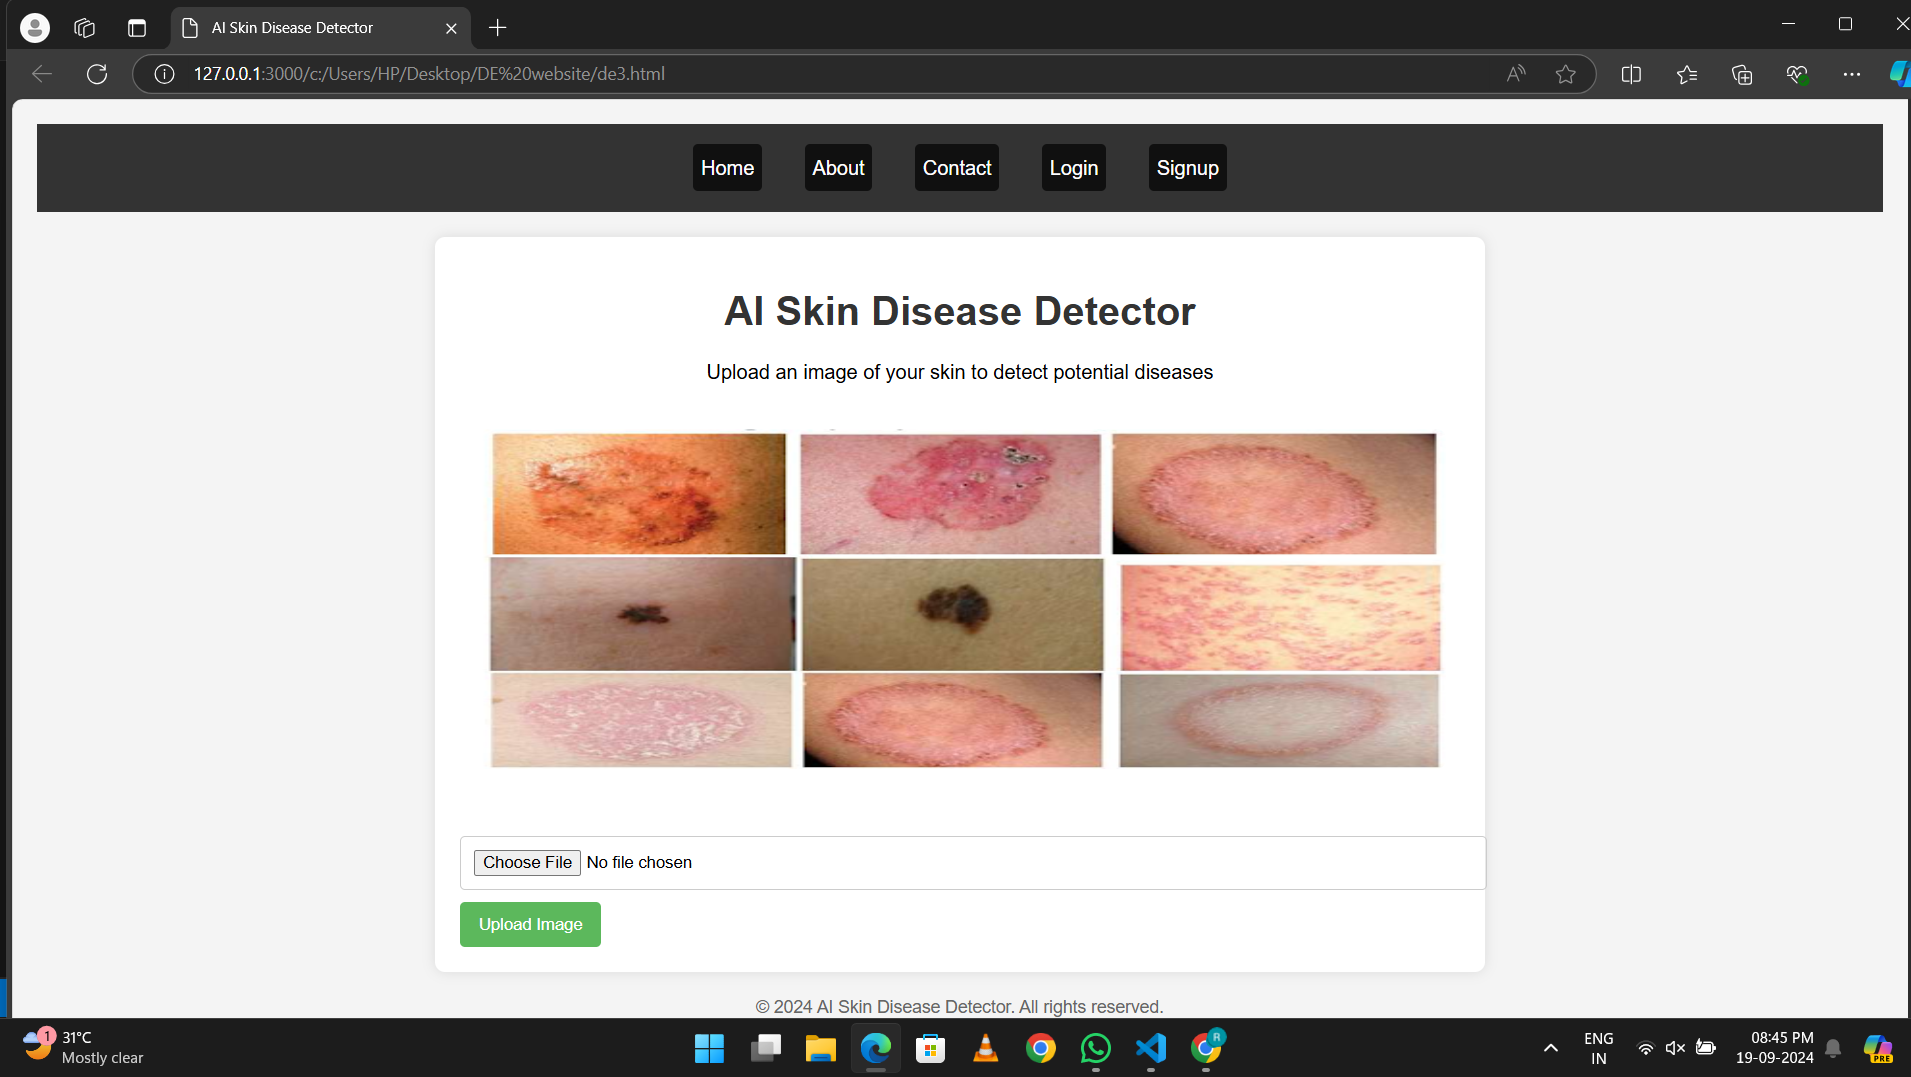 AI Skin Disease Detector
127.0.0.1:3000/c:/Users/HP/Desktop/DE%20website/de3.html
Home About Contact Login Signup
AI Skin Disease Detector
Upload an image of your skin to detect potential diseases
Choose File No file chosen
Upload Image
© 2024 AI Skin Disease Detector. All rights reserved.
1
31°C
Mostly clear
R
ENG
IN
08:45 PM
19-09-2024
PRE